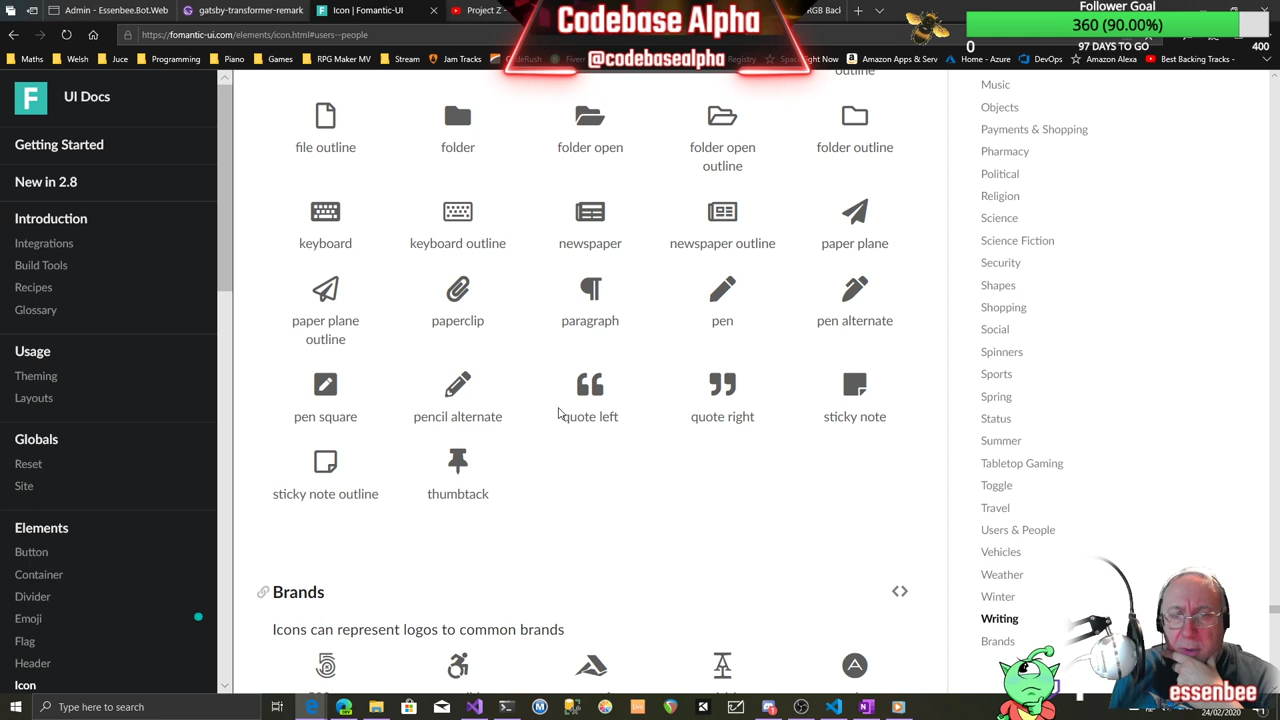 Admin - Essenbee.Bot.Web
gatsby-transformer-remark
Icon | Fomantic-UI
Project Z -
Codebase Alpha
@codebasealpha
Follower Goal
360 (90.00%)
0
97 DAYS TO GO
400
https://fomantic-ui.com/elements/icon.html#users--people
Maths
Welsh
Juce
Programming
Piano
Games
RPG Maker MV
Stream
Jam Tracks
CodeRush
Fiverr
Registry
Amazon Apps & Serv
Home - Azure
DevOps
Amazon Alexa
Best Backing Tracks -
UI Docs
Getting Started
New in 2.8
Introduction
Integrations
Build Tools
Recipes
Glossary
Usage
Theming
Layouts
Globals
Reset
Site
Elements
Button
Container
Divider
Emoji
Flag
Header
Icon
outline
file outline
folder
folder open
folder open
outline
folder outline
keyboard
keyboard outline
newspaper
newspaper outline
paper plane
paper plane
outline
paperclip
paragraph
pen
pen alternate
pen square
pencil alternate
quote left
quote right
sticky note
sticky note outline
thumbtack
Brands
Icons can represent logos to common brands
Music
Objects
Payments & Shopping
Pharmacy
Political
Religion
Science
Science Fiction
Security
Shapes
Shopping
Social
Spinners
Sports
Spring
Status
Summer
Tabletop Gaming
Toggle
Travel
Users & People
Vehicles
Weather
Winter
Writing
Brands
essenbee
Type here to search
24/02/2020